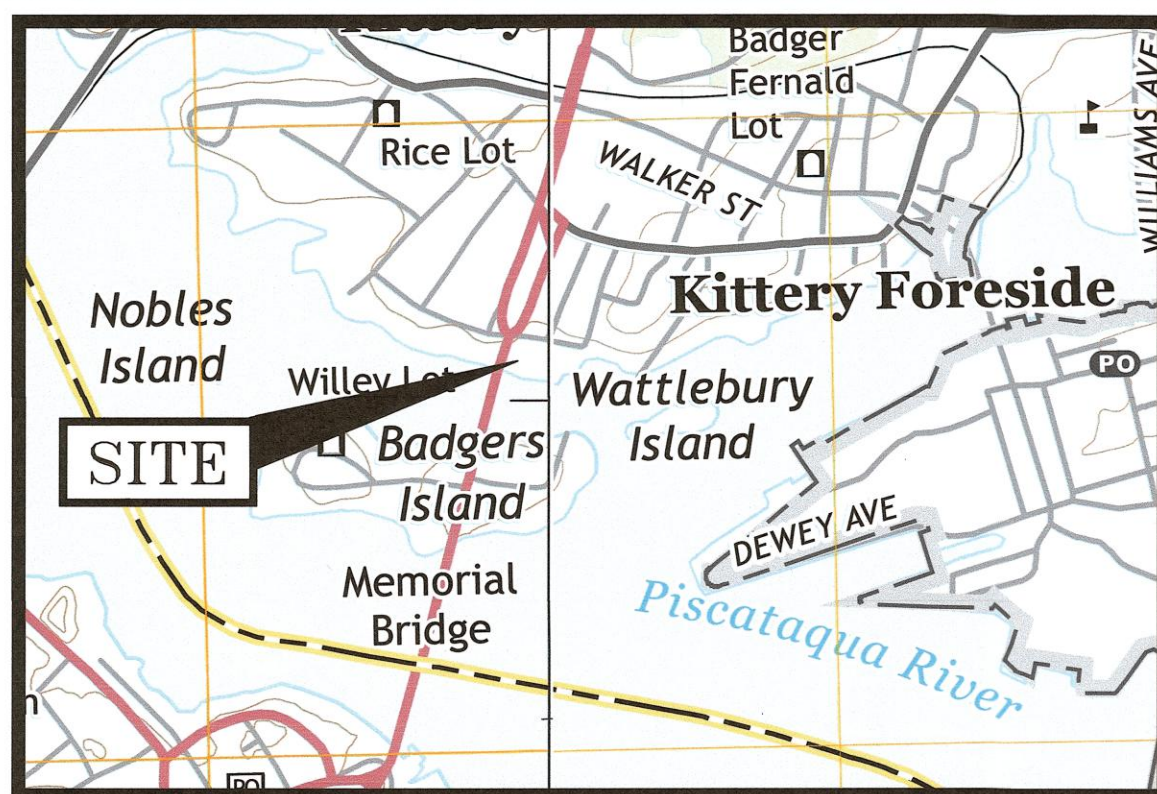 Badger
Fernald
Lot
Rice Lot
WALKER ST
WILLIAMS AVE
Kittery Foreside
Nobles
Island
Willey Lot
PO
Wattlebury
Island
SITE
Badgers
Island
DEWEY AVE
Memorial
Bridge
Piscataqua River
PO